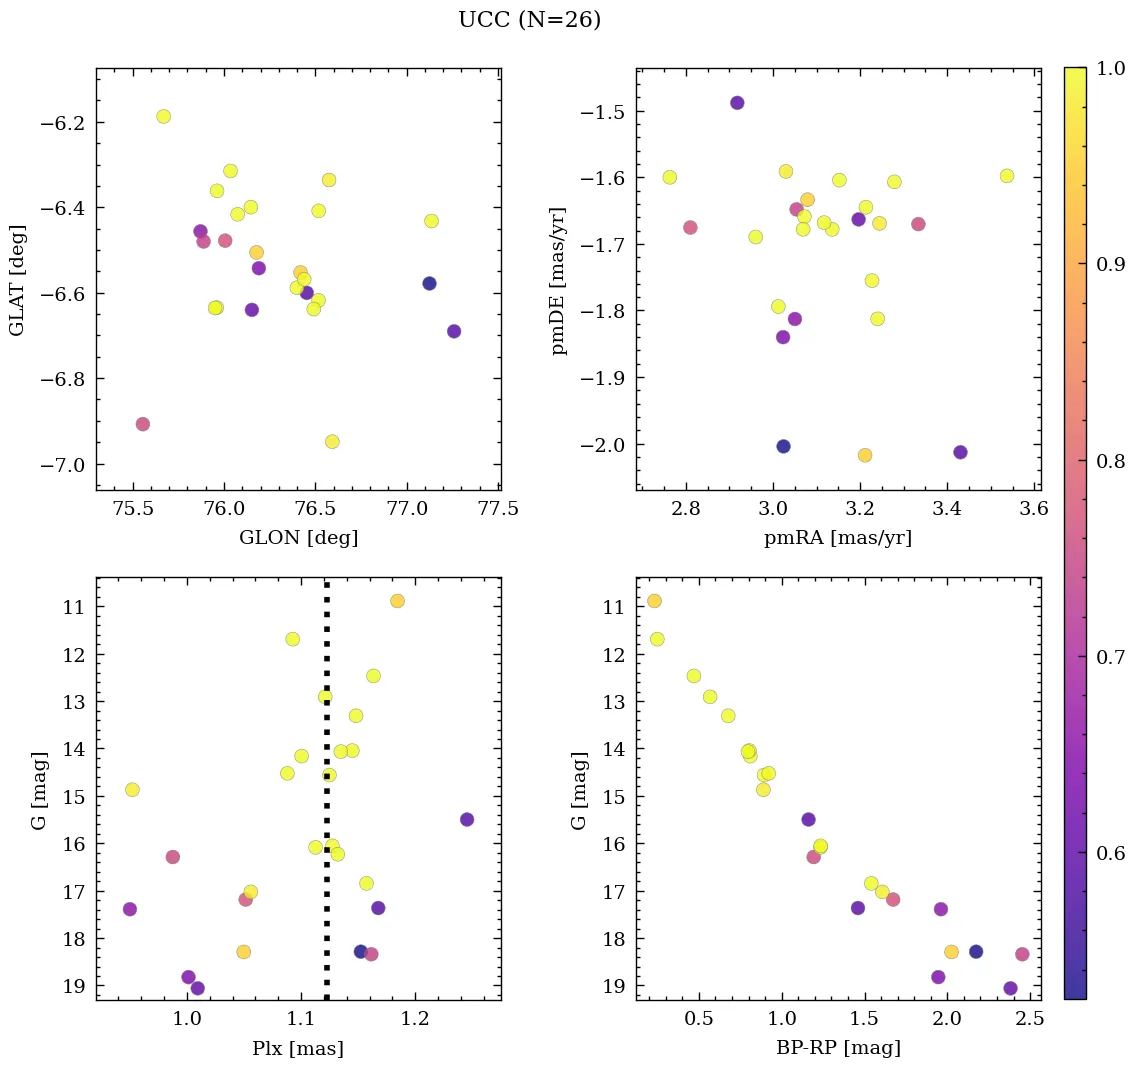 UCC (N=26)
−6.2
−6.4
−6.6
−6.8
−7.0
GLAT [deg]
75.5 76.0 76.5 77.0 77.5
GLON [deg]
−1.5
−1.6
−1.7
−1.8
−1.9
−2.0
pmDE [mas/yr]
2.8 3.0 3.2 3.4 3.6
pmRA [mas/yr]
1.0
0.9
0.8
0.7
0.6
11
12
13
14
15
16
17
18
19
G [mag]
1.0 1.1 1.2
Plx [mas]
11
12
13
14
15
16
17
18
19
G [mag]
0.5 1.0 1.5 2.0 2.5
BP-RP [mag]